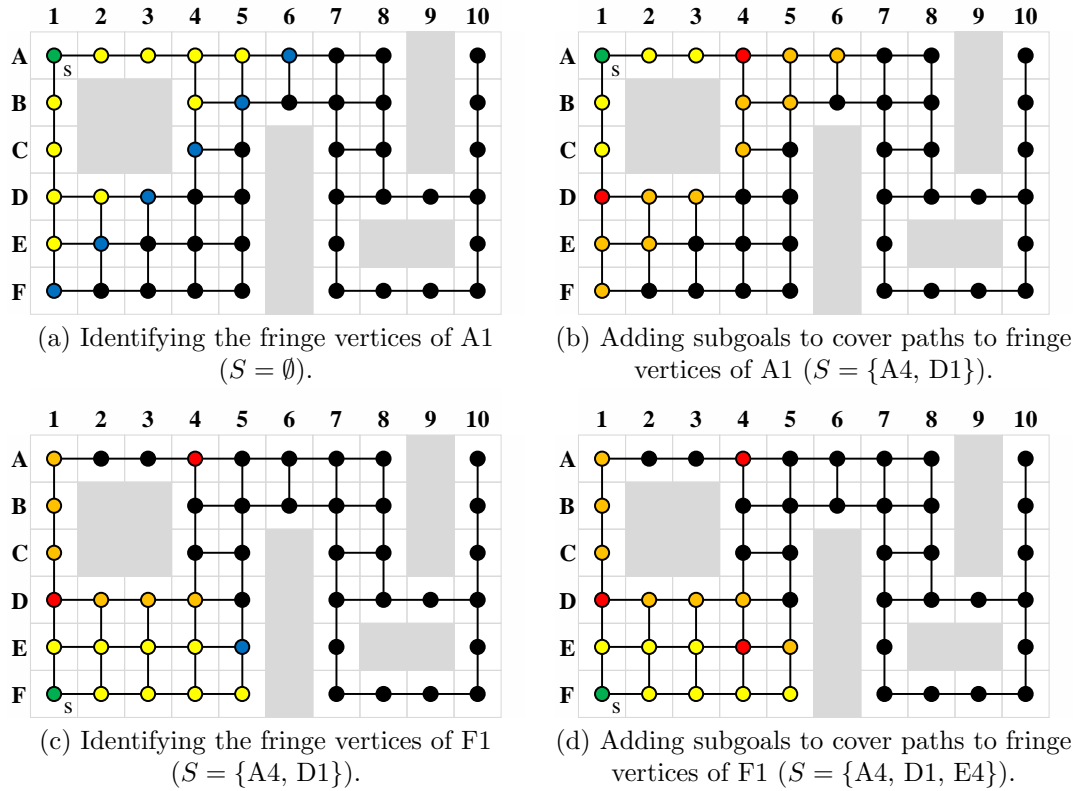 1 2 3 4 5 6 7 8 9 10
1 2 3 4 5 6 7 8 9 10
A
A
S
S
B
B
C
C
D
D
E
E
F
F
(a) Identifying the fringe vertices of A1
(S = ∅).
(b) Adding subgoals to cover paths to fringe
vertices of A1 (S = {A4, D1}).
1 2 3 4 5 6 7 8 9 10
1 2 3 4 5 6 7 8 9 10
A
A
B
B
C
C
D
D
E
E
F
F
S
S
(c) Identifying the fringe vertices of F1
(S = {A4, D1}).
(d) Adding subgoals to cover paths to fringe
vertices of F1 (S = {A4, D1, E4}).